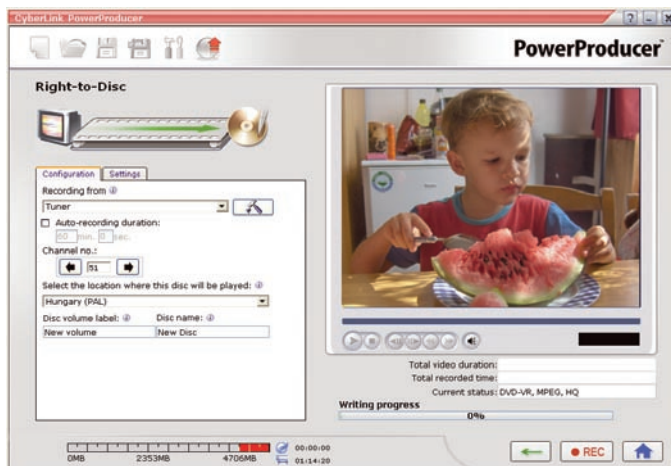 CyberLink PowerProducer
PowerProducer™
Right-to-Disc
Configuration Settings
Recording from
Tuner
Auto-recording duration:
60 min. 0 sec.
Channel no.:
51
Select the location where this disc will be played:
Hungary (PAL)
Disc volume label: Disc name:
New volume New Disc
Total video duration:
Total recorded time:
Current status: DVD-VR, MPEG, HQ
Writing progress
0%
0MB 2353MB 4706MB
00:00:00
01:14:20
REC